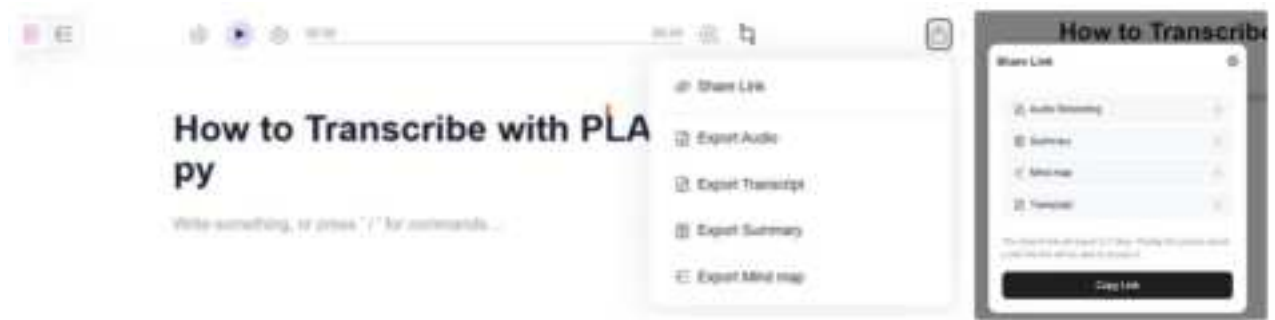 How to Transcribe with PLA
py
Write something, or press "/" for commands...
Share Link
Export Audio
Export Transcript
Export Summary
Export Mind map
How to Transcribe
Share Link
Audio Recording
Summary
Mind map
Transcript
Copy Link